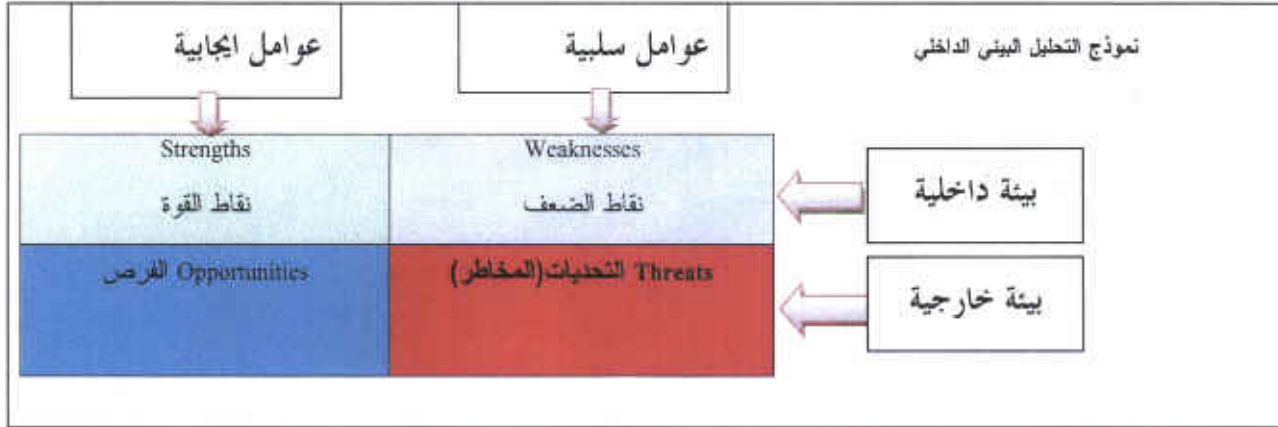 نموذج التحليل البيئي الداخلي
عوامل سلبية
عوامل ايجابية
Strengths
نقاط القوة
Weaknesses
نقاط الضعف
بيئة داخلية
Opportunities الفرص
Threats التحديات(المخاطر)
بيئة خارجية